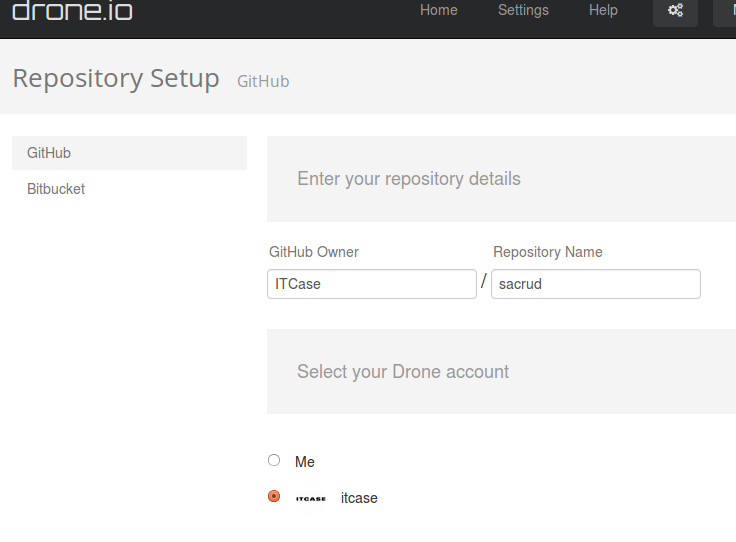 drone.io
Home Settings Help
Repository Setup GitHub
GitHub
Bitbucket
Enter your repository details
GitHub Owner Repository Name
ITCase / sacrud
Select your Drone account
Me
ITCASE itcase